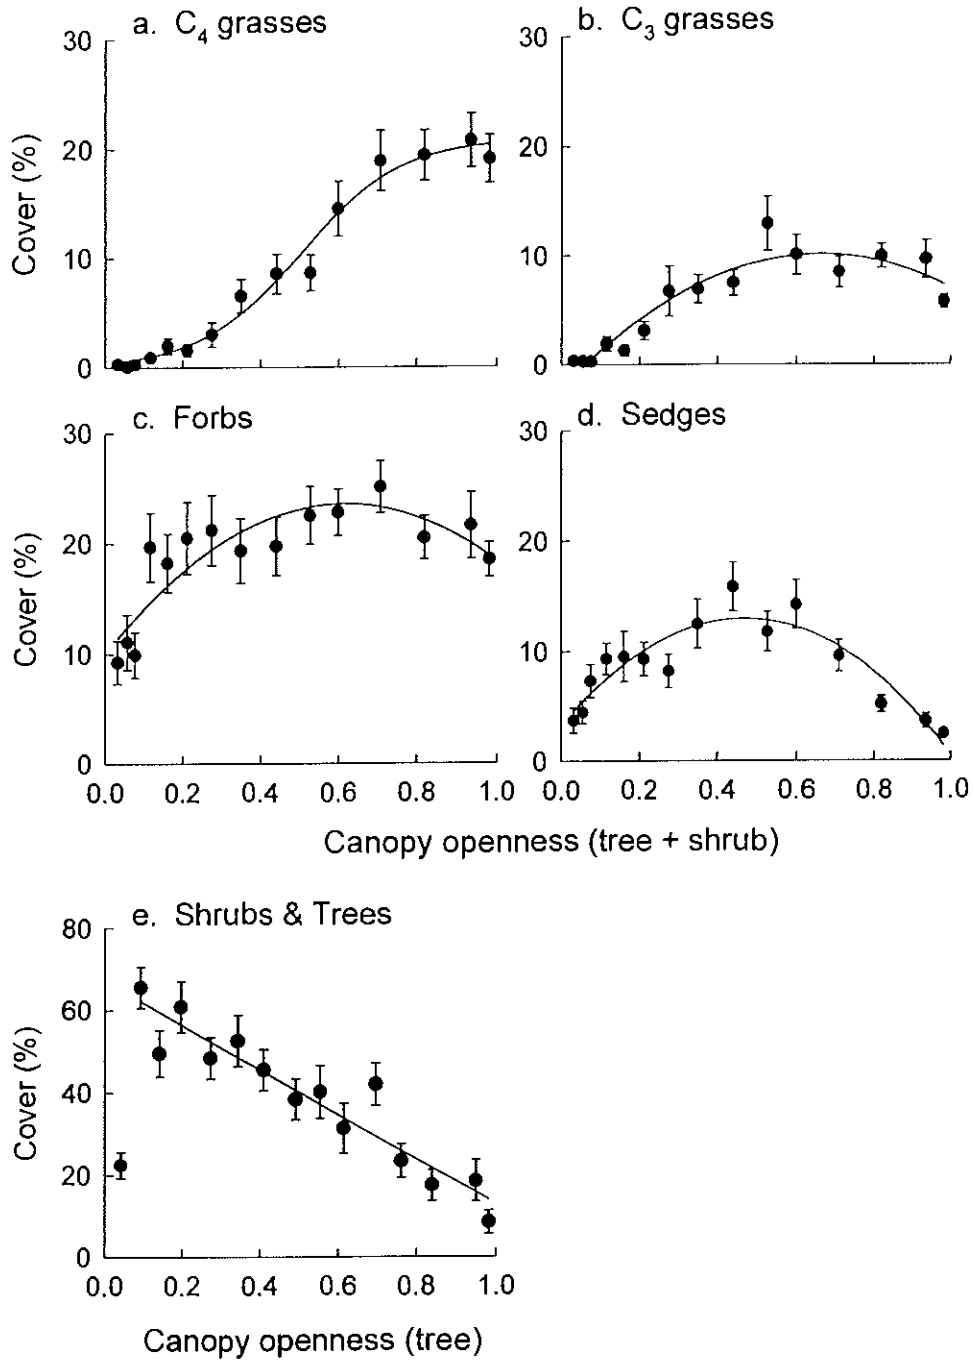 a. C4 grasses
30
20
10
0
Cover (%)
b. C3 grasses
30
20
10
0
c. Forbs
30
20
10
0
Cover (%)
0.0 0.2 0.4 0.6 0.8 1.0
d. Sedges
30
20
10
0
0.0 0.2 0.4 0.6 0.8 1.0
Canopy openness (tree + shrub)
e. Shrubs & Trees
80
60
40
20
0
Cover (%)
0.0 0.2 0.4 0.6 0.8 1.0
Canopy openness (tree)